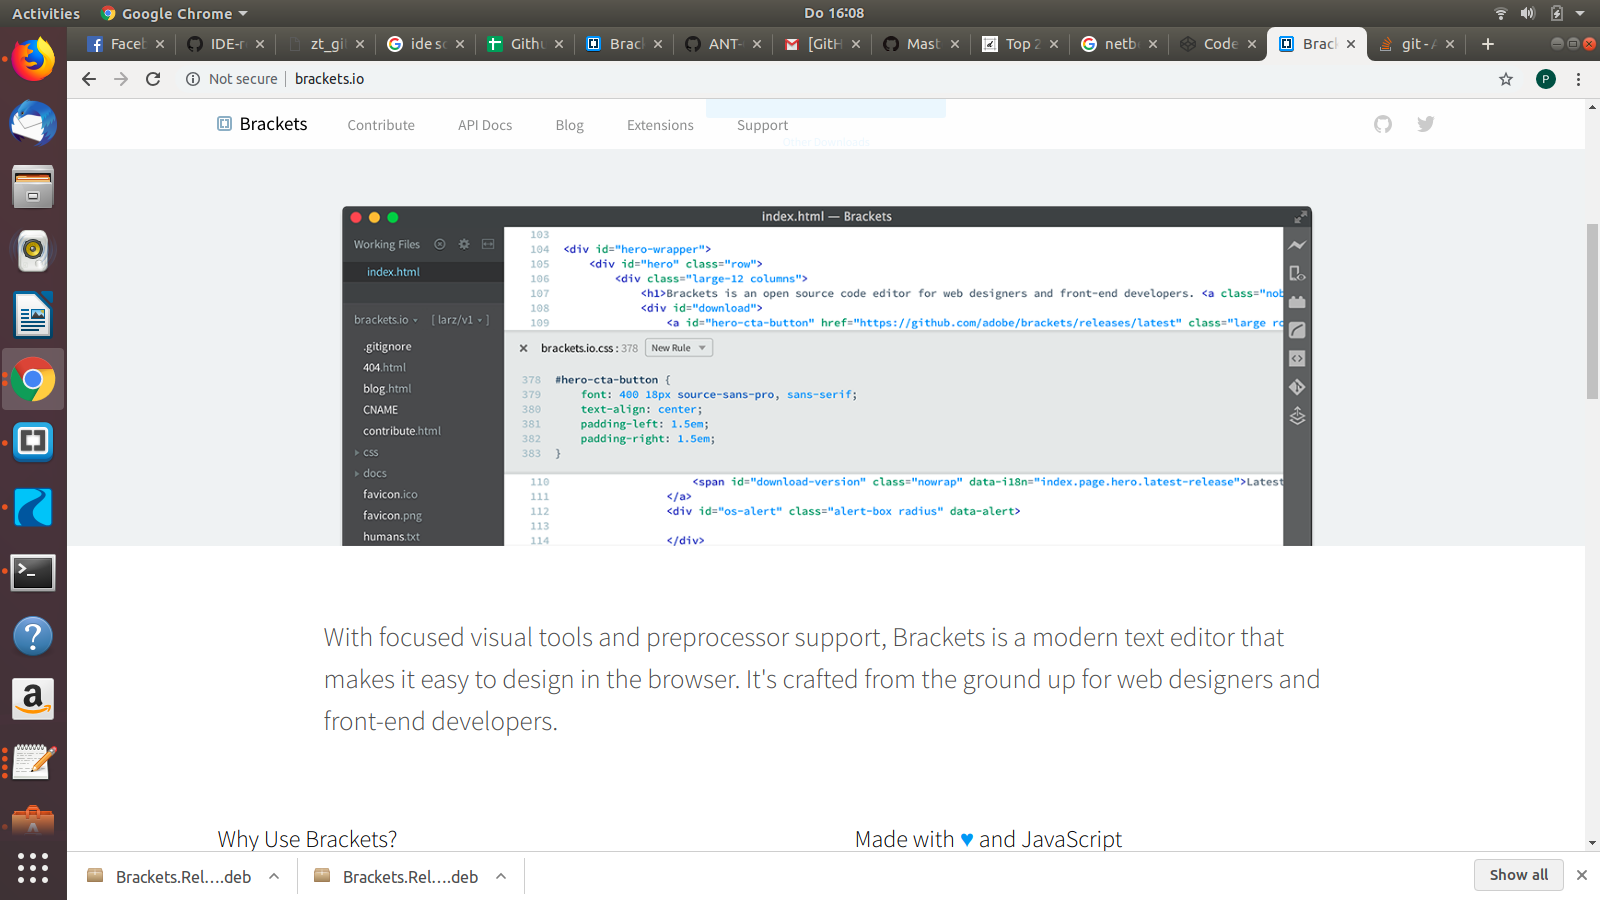 Activities
Google Chrome
Do 16:08
Faceb
IDE-r
zt_gi
ide sc
Githu
Brack
ANT-
[GitH
Mast
Top 2
netbe
Code
Brack
git - A
Not secure
brackets.io
P
Brackets
Contribute
API Docs
Blog
Extensions
Support
Other Downloads
index.html — Brackets
Working Files
index.html
brackets.io
[ larz/v1 ]
.gitignore
404.html
blog.html
CNAME
contribute.html
css
docs
favicon.ico
favicon.png
humans.txt
103
104 <div id="hero-wrapper">
105 <div id="hero" class="row">
106 <div class="large-12 columns">
107 <h1>Brackets is an open source code editor for web designers and front-end developers. <a class="nob
108 <div id="download">
109 <a id="hero-cta-button" href="https://github.com/adobe/brackets/releases/latest" class="large ro
brackets.io.css : 378 New Rule
378 #hero-cta-button {
379 font: 400 18px source-sans-pro, sans-serif;
380 text-align: center;
381 padding-left: 1.5em;
382 padding-right: 1.5em;
383 }
110 <span id="download-version" class="nowrap" data-i18n="index.page.hero.latest-release">Latest
111 </a>
112 <div id="os-alert" class="alert-box radius" data-alert>
113
114 </div>
With focused visual tools and preprocessor support, Brackets is a modern text editor that
makes it easy to design in the browser. It's crafted from the ground up for web designers and
front-end developers.
Why Use Brackets?
Made with ♥ and JavaScript
Brackets.Rel....deb
Brackets.Rel....deb
Show all